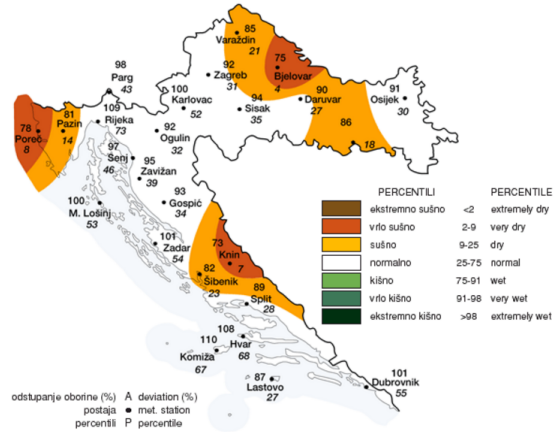 85
Varaždin
21
75
Bjelovar
4
92
Zagreb
31
98
Parg
43
100
Karlovac
52
90
Daruvar
27
91
Osijek
30
94
Sisak
35
86
18
109
Rijeka
73
81
Pazin
14
78
Poreč
8
92
Ogulin
32
97
Senj
46
95
Zavižan
39
93
Gospić
34
100
M. Lošinj
53
101
Zadar
54
73
Knin
7
82
Šibenik
23
89
Split
28
108
Hvar
68
110
Komiža
67
87
Lastovo
27
101
Dubrovnik
55
PERCENTILI PERCENTILE
ekstremno sušno <2 extremely dry
vrlo sušno 2-9 very dry
sušno 9-25 dry
normalno 25-75 normal
kišno 75-91 wet
vrlo kišno 91-98 very wet
ekstremno kišno >98 extremely wet
odstupanje oborine (%) A deviation (%)
postaja met. station
percentili P percentile